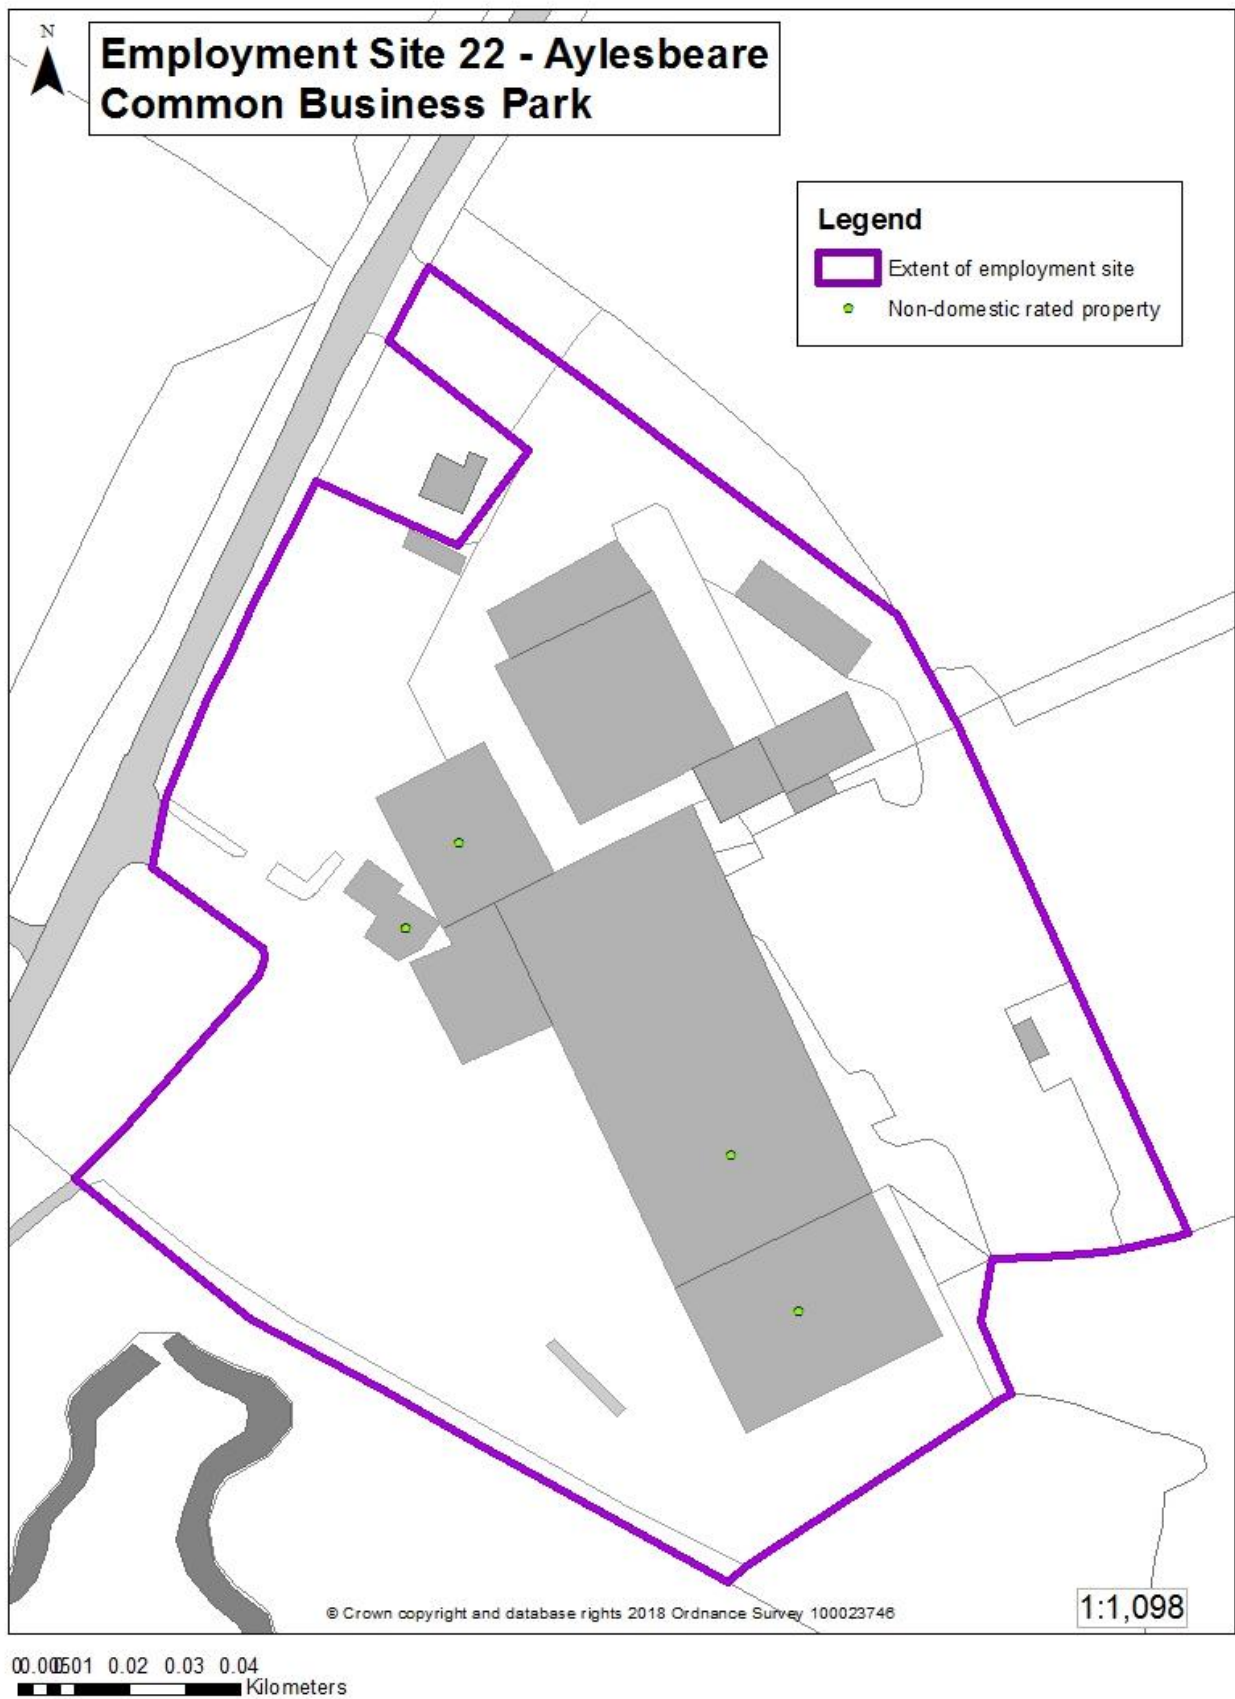 N
Employment Site 22 - Aylesbeare
Common Business Park
Legend
Extent of employment site
Non-domestic rated property
© Crown copyright and database rights 2018 Ordnance Survey 100023746
1:1,098
0.02 0.03 0.04
Kilometers